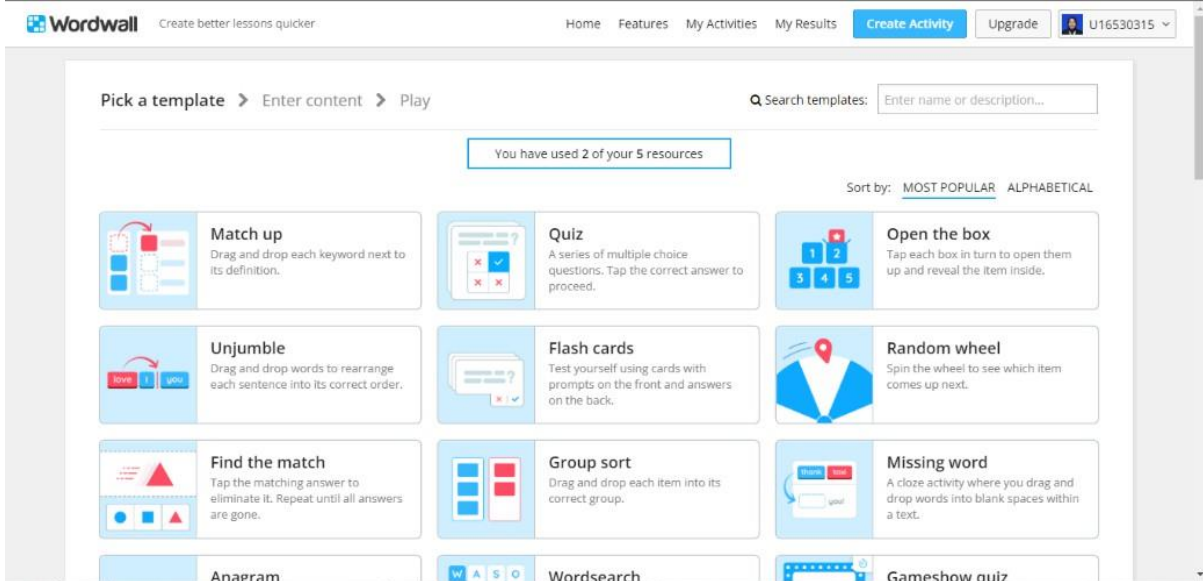 Wordwall Create better lessons quicker Home Features My Activities My Results Create Activity Upgrade U16530315
Pick a template > Enter content > Play Search templates: Enter name or description...
You have used 2 of your 5 resources
Sort by: MOST POPULAR ALPHABETICAL
Match up
Drag and drop each keyword next to
its definition.
Quiz
A series of multiple choice
questions. Tap the correct answer to
proceed.
Open the box
Tap each box in turn to open them
up and reveal the item inside.
1 2
3 4 5
love I you
Unjumble
Drag and drop words to rearrange
each sentence into its correct order.
Flash cards
Test yourself using cards with
prompts on the front and answers
on the back.
Random wheel
Spin the wheel to see which item
comes up next.
Find the match
Tap the matching answer to
eliminate it. Repeat until all answers
are gone.
Group sort
Drag and drop each item into its
correct group.
thank
you!
Missing word
A cloze activity where you drag and
drop words into blank spaces within
a text.
Anagram
W A S O
Wordsearch
Gameshow quiz